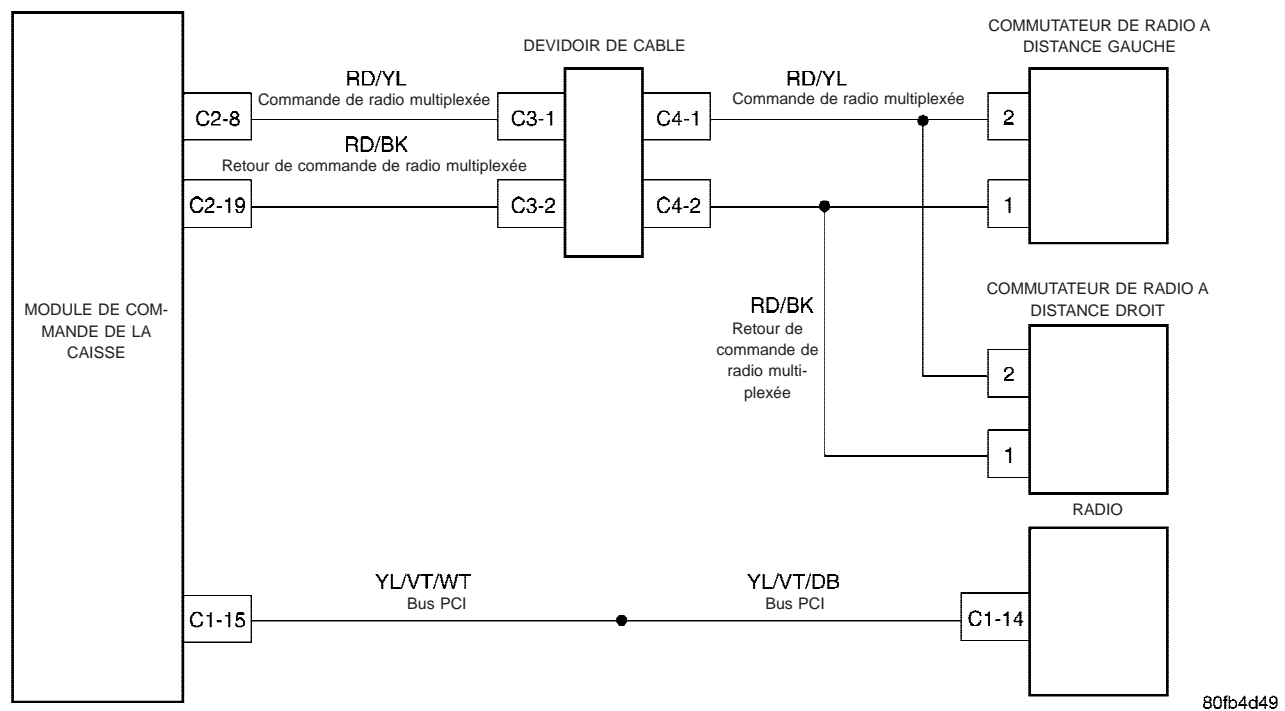 COMMUTATEUR DE RADIO A
DISTANCE GAUCHE
DEVIDOIR DE CABLE
RD/YL
Commande de radio multiplexée
RD/YL
Commande de radio multiplexée
C2-8
C3-1
C4-1
2
RD/BK
Retour de commande de radio multiplexée
C2-19
C3-2
C4-2
1
MODULE DE COM-
MANDE DE LA
CAISSE
RD/BK
Retour de
commande de
radio multi-
plexée
COMMUTATEUR DE RADIO A
DISTANCE DROIT
2
1
RADIO
YL/VT/WT
Bus PCI
YL/VT/DB
Bus PCI
C1-15
C1-14
80fb4d49